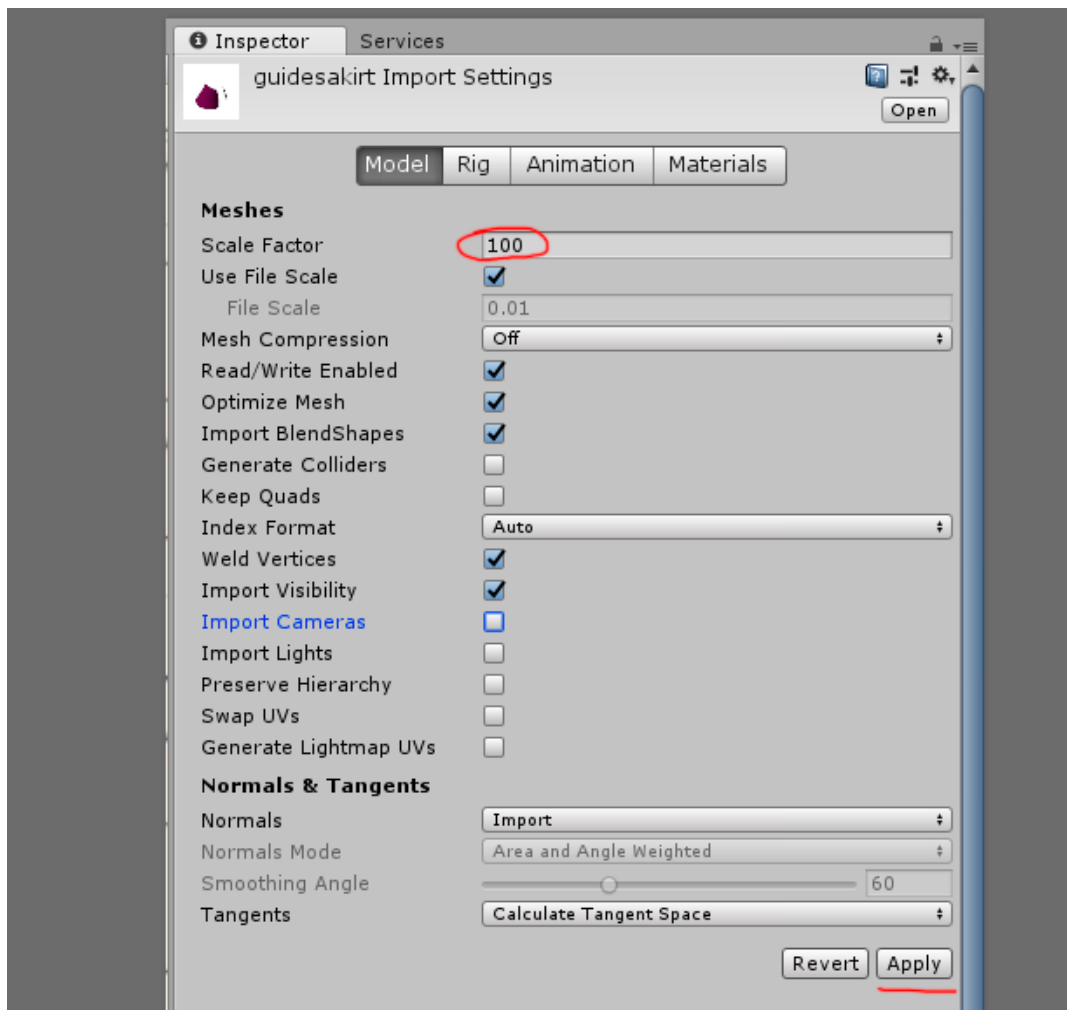 Inspector Services
guidesakirt Import Settings
Open
Model Rig Animation Materials
Meshes
Scale Factor 100
Use File Scale
File Scale 0.01
Mesh Compression Off
Read/Write Enabled
Optimize Mesh
Import BlendShapes
Generate Colliders
Keep Quads
Index Format Auto
Weld Vertices
Import Visibility
Import Cameras
Import Lights
Preserve Hierarchy
Swap UVs
Generate Lightmap UVs
Normals & Tangents
Normals Import
Normals Mode Area and Angle Weighted
Smoothing Angle 60
Tangents Calculate Tangent Space
Revert Apply